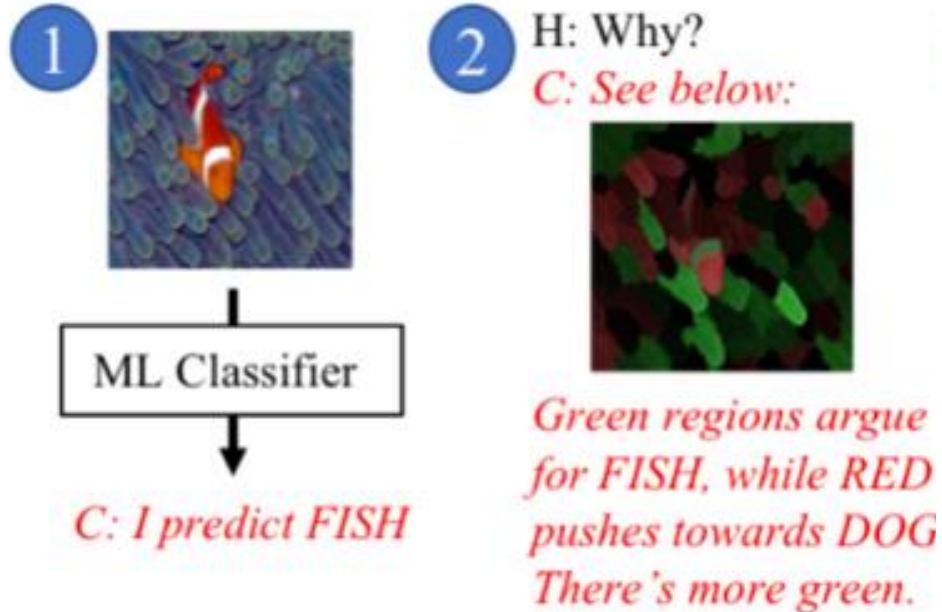 1
ML Classifier
C: I predict FISH
2
H: Why?
C: See below:
Green regions argue
for FISH, while RED
pushes towards DOG
There's more green.